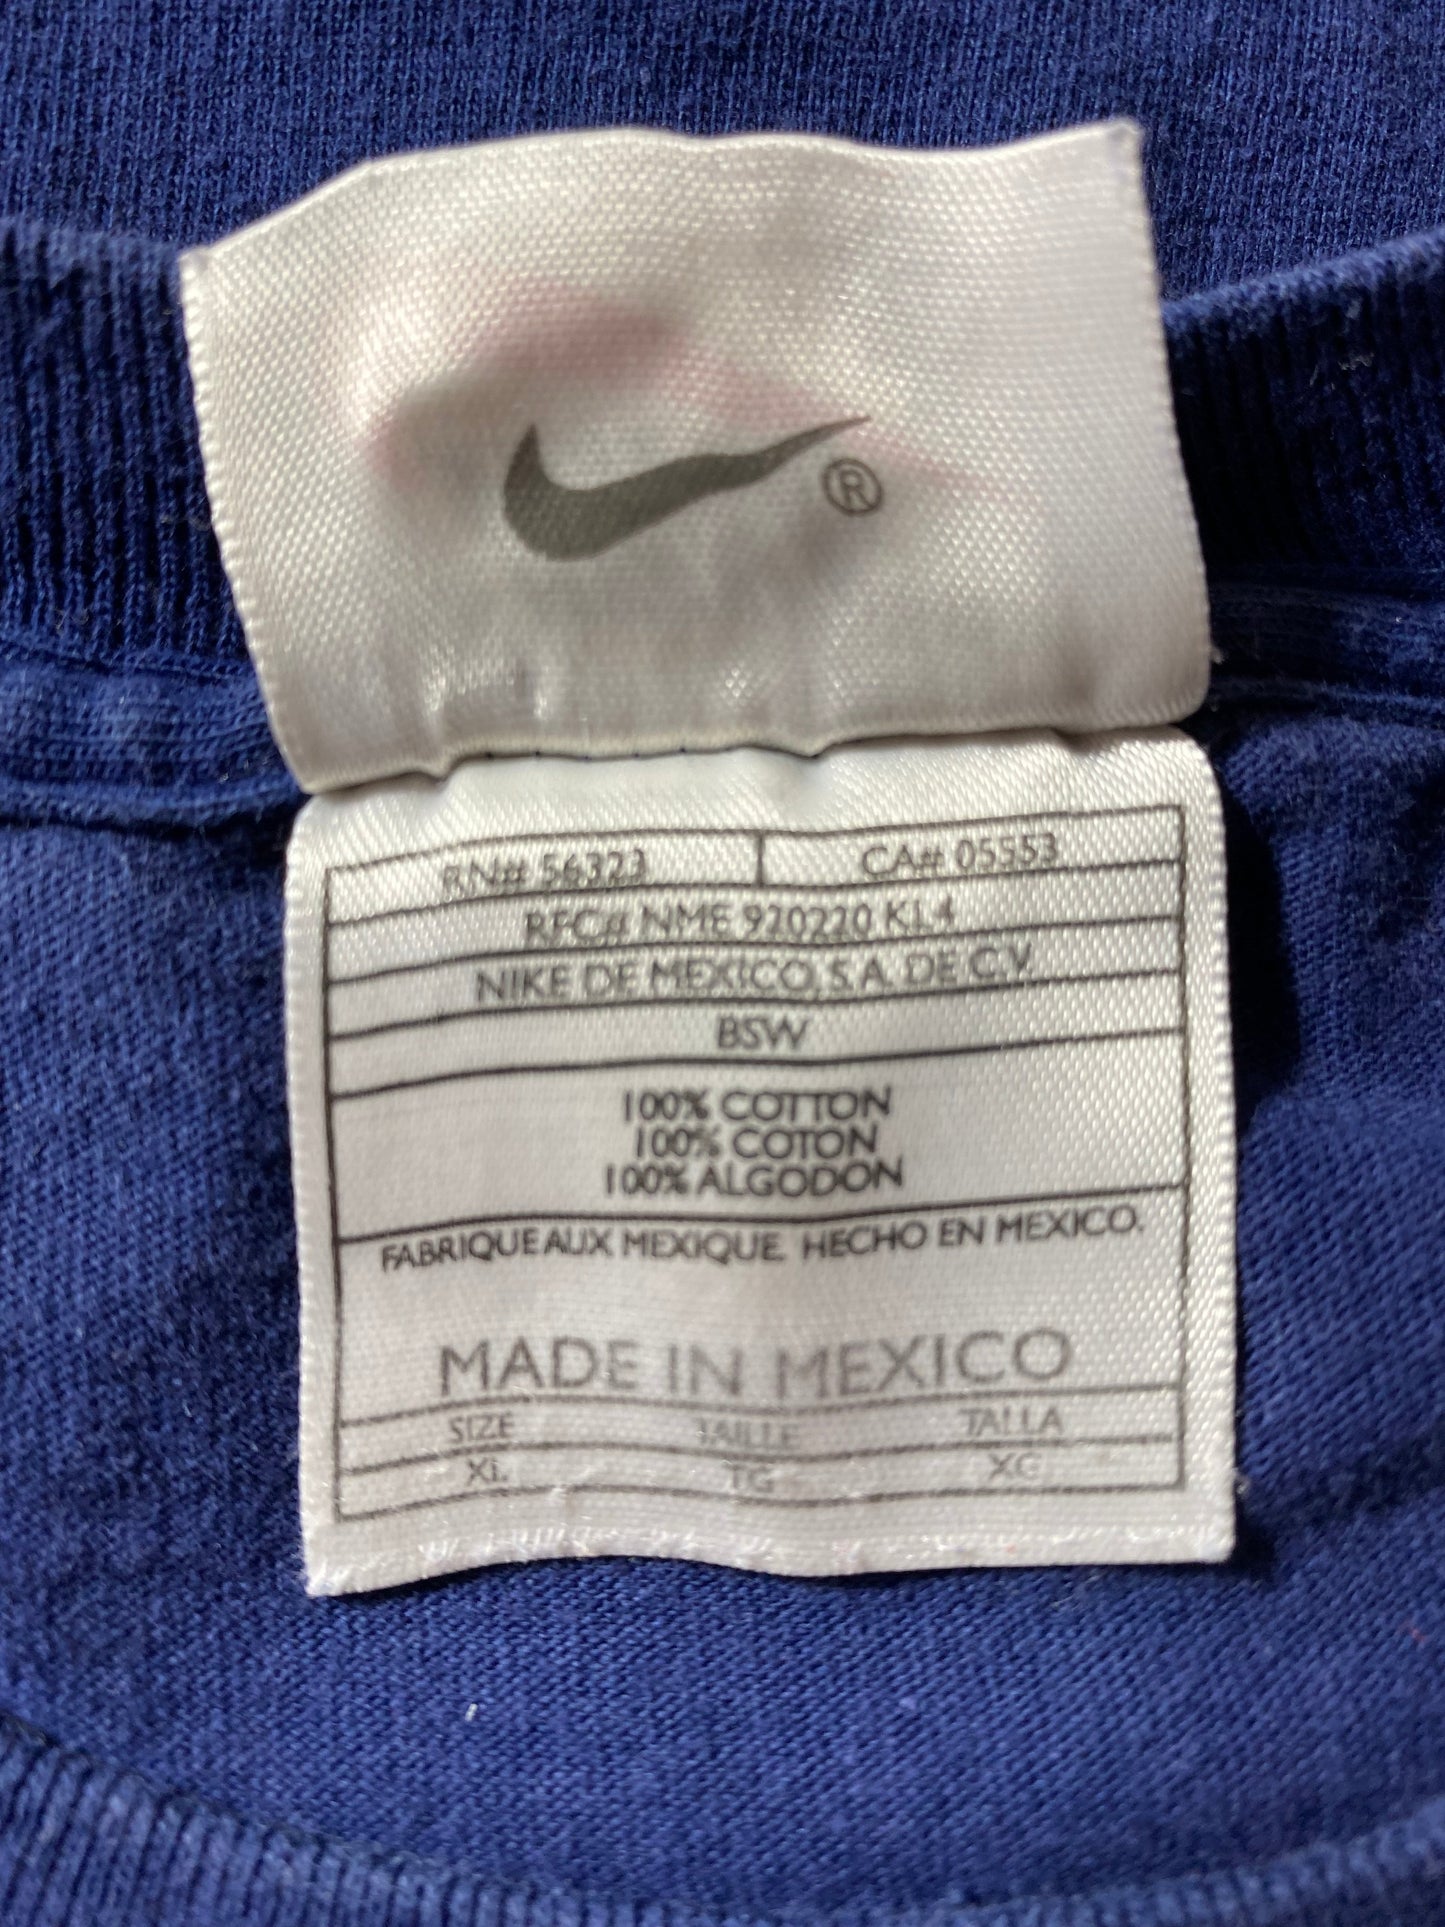 ®
RN# 56323 CA# 05553
RFC# NME 920220 KL4
NIKE DE MEXICO, S.A. DE C.V.
BSW
100% COTTON
100% COTON
100% ALGODON
FABRIQUE AUX MEXIQUE. HECHO EN MEXICO.
MADE IN MEXICO
SIZE TAILLE TALLA
XL TG XG